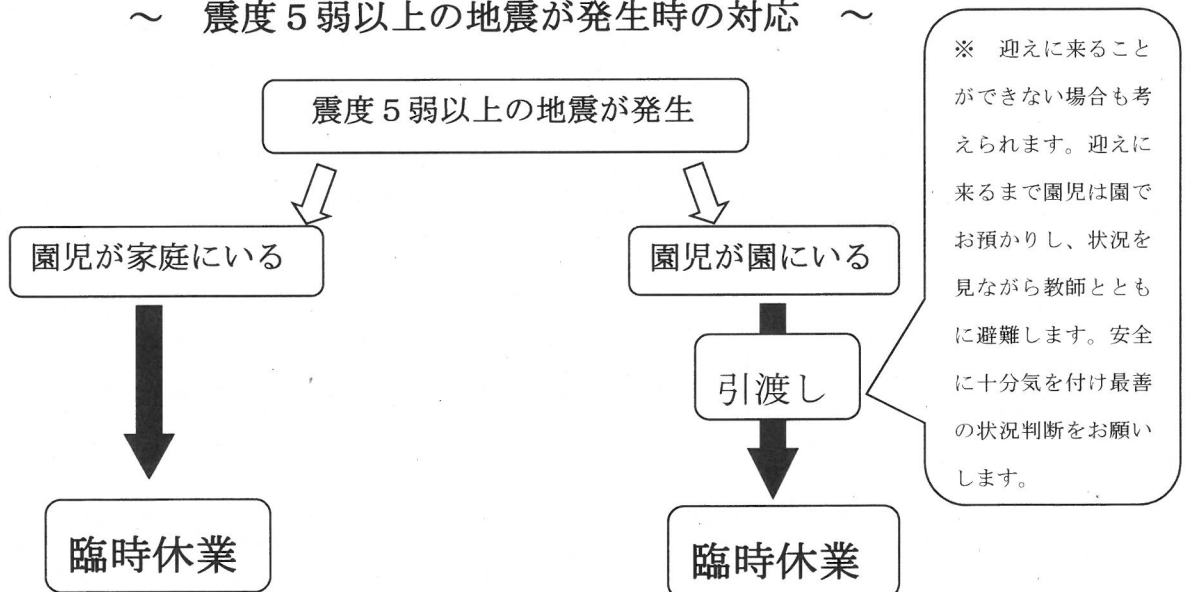 ～　震度５弱以上の地震が発生時の対応　～
震度５弱以上の地震が発生
園児が家庭にいる
臨時休業
園児が園にいる
引渡し
臨時休業
※　迎えに来ること
ができない場合も考
えられます。迎えに
来るまで園児は園で
お預かりし、状況を
見ながら教師ととも
に避難します。安全
に十分気を付け最善
の状況判断をお願い
します。